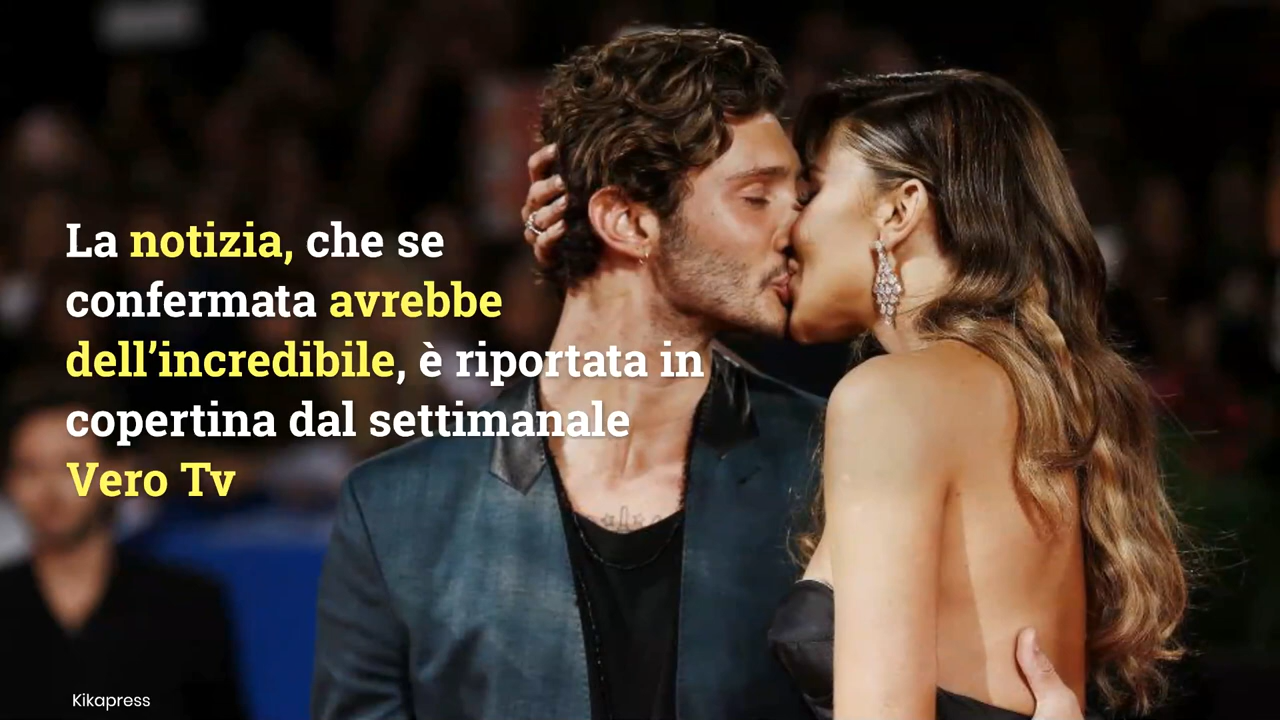 La notizia, che se
confermata avrebbe
dell’incredibile, è riportata in
copertina dal settimanale
Vero Tv
Kikapress